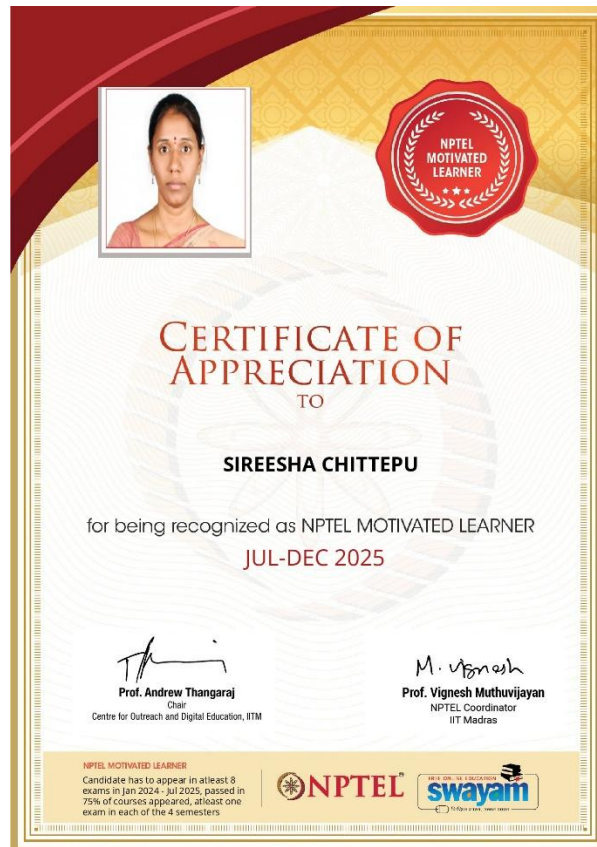 NPTEL
MOTIVATED
LEARNER
CERTIFICATE OF
APPRECIATION
TO
SIREESHA CHITTEPU
for being recognized as NPTEL MOTIVATED LEARNER
JUL-DEC 2025
M. Vignesh
Prof. Andrew Thangaraj
Chair
Centre for Outreach and Digital Education, IITM
Prof. Vignesh Muthuvijayan
NPTEL Coordinator
IIT Madras
NPTEL MOTIVATED LEARNER
Candidate has to appear in atleast 8
exams in Jan 2024 - Jul 2025, passed in
75% of courses appeared, atleast one
exam in each of the 4 semesters
NPTEL
FREE ONLINE EDUCATION
swayam